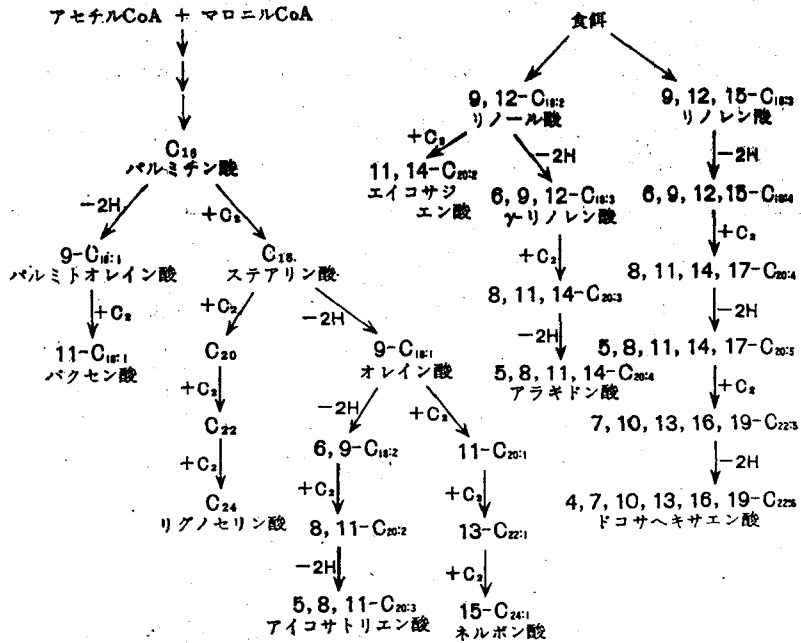 アセチルCoA + マロニルCoA
C₁₆
パルミチン酸
−2H
+C₂
9-C₁₆:₁
パルミトオレイン酸
+C₂
11-C₁₈:₁
バクセン酸
C₁₈
ステアリン酸
+C₂
−2H
C₂₀
+C₂
C₂₂
+C₂
C₂₄
リグノセリン酸
9-C₁₈:₁
オレイン酸
−2H
+C₂
6, 9-C₁₈:₂
+C₂
8, 11-C₂₀:₂
−2H
5, 8, 11-C₂₀:₃
アイコサトリエン酸
11-C₂₀:₁
+C₂
13-C₂₂:₁
+C₂
15-C₂₄:₁
ネルボン酸
食餌
9, 12-C₁₈:₂
リノール酸
+C₂
−2H
11, 14-C₂₀:₂
エイコサジ
エン酸
6, 9, 12-C₁₈:₃
γ-リノレン酸
+C₂
8, 11, 14-C₂₀:₃
−2H
5, 8, 11, 14-C₂₀:₄
アラキドン酸
9, 12, 15-C₁₈:₃
リノレン酸
−2H
6, 9, 12, 15-C₁₈:₄
+C₂
8, 11, 14, 17-C₂₀:₄
−2H
5, 8, 11, 14, 17-C₂₀:₅
+C₂
7, 10, 13, 16, 19-C₂₂:₅
−2H
4, 7, 10, 13, 16, 19-C₂₂:₆
ドコサヘキサエン酸